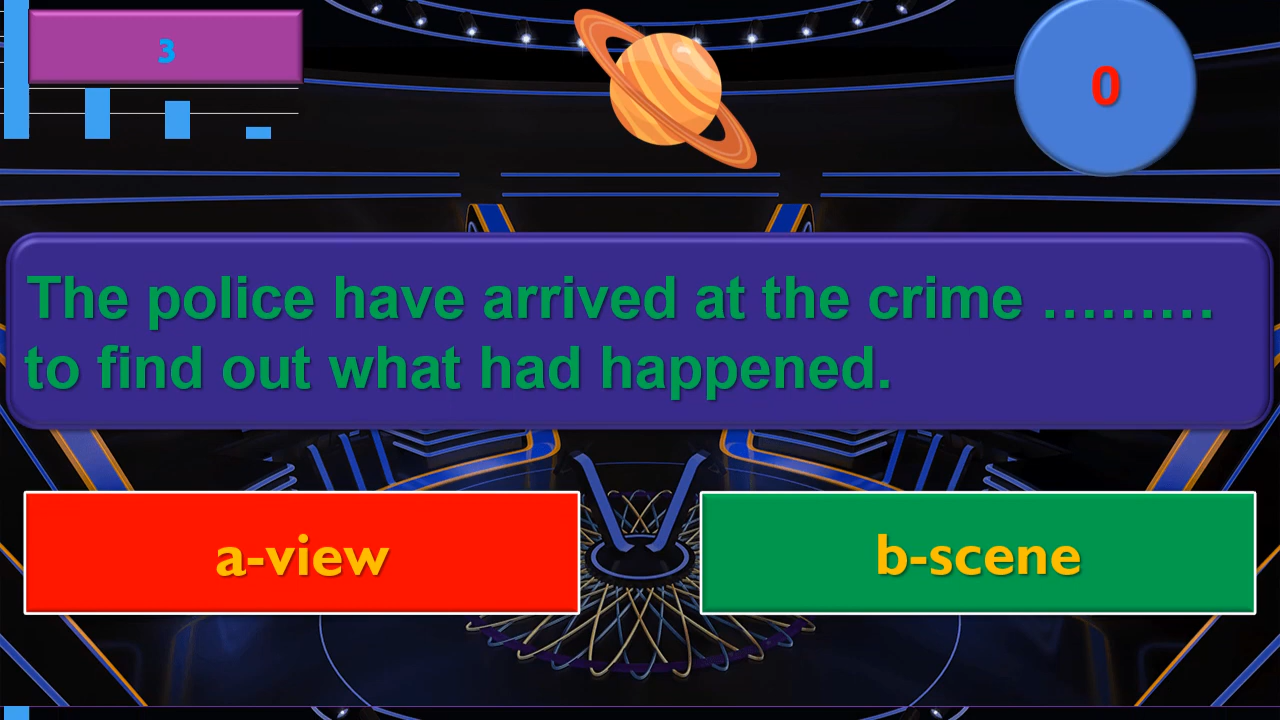 3
0
The police have arrived at the crime ………
to find out what had happened.
a-view
b-scene